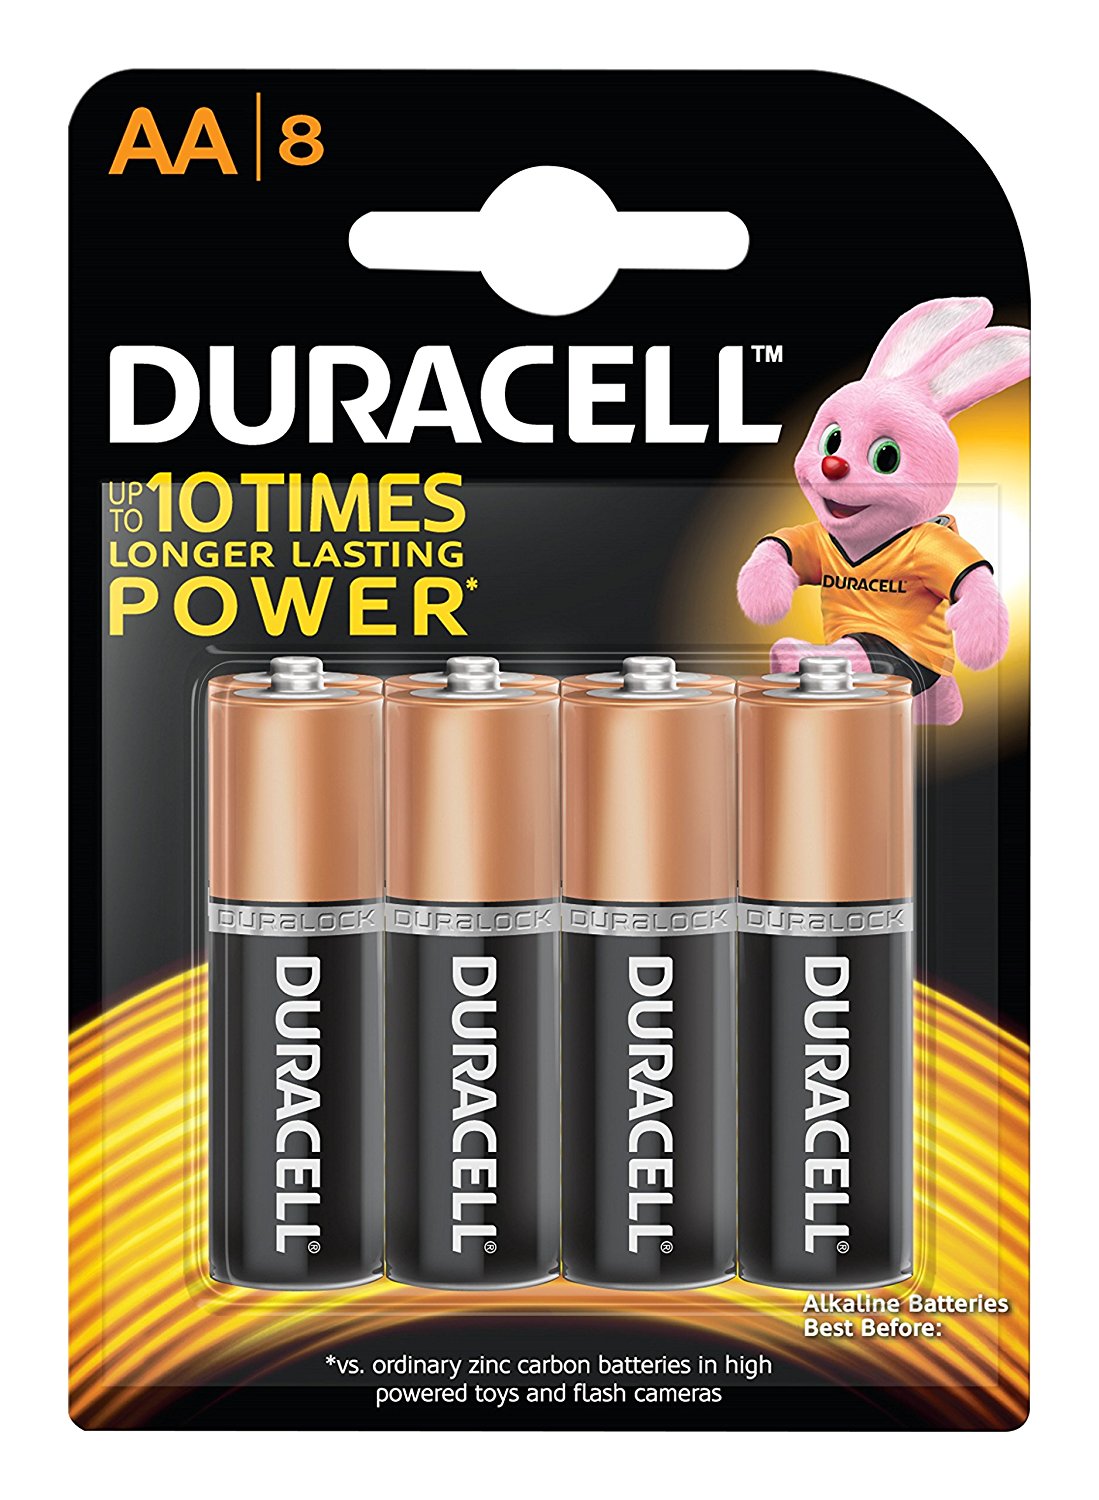 AA|8
DURACELL™
UP TO 10 TIMES
LONGER LASTING
POWER*
DURACELL
DURALOCK DURALOCK DURALOCK DURALOCK
DURACELL®
DURACELL®
DURACELL®
DURACELL®
Alkaline Batteries
Best Before:
*vs. ordinary zinc carbon batteries in high
powered toys and flash cameras